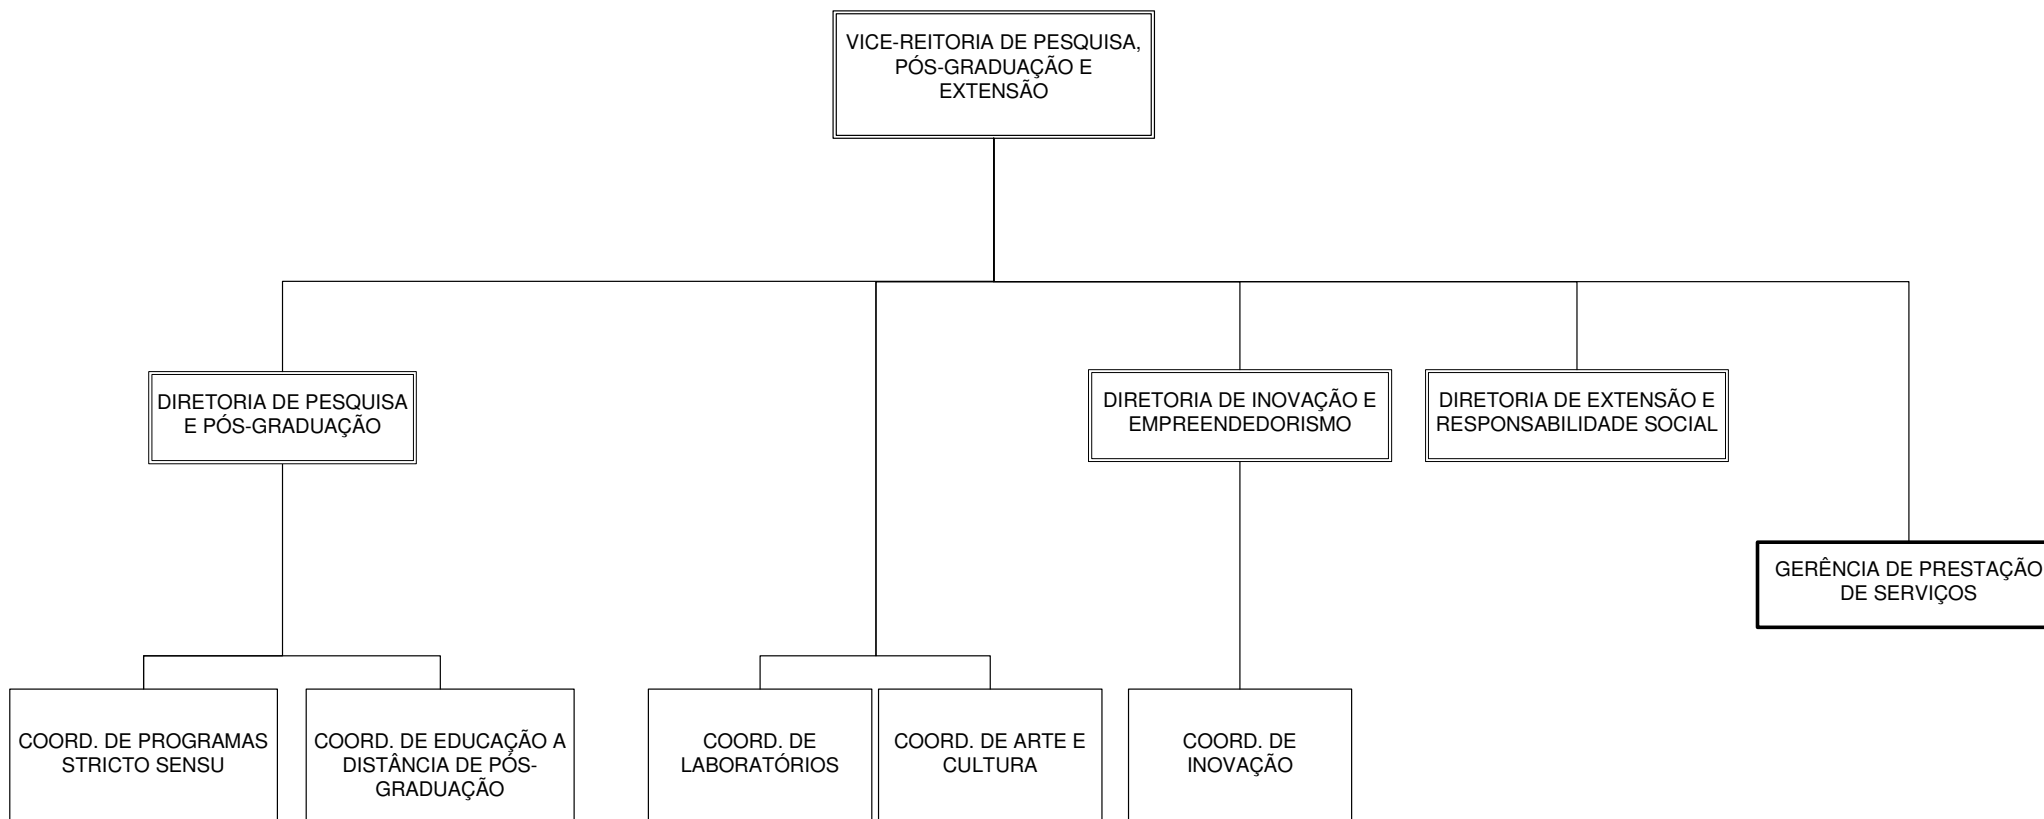 VICE-REITORIA DE PESQUISA,
PÓS-GRADUAÇÃO E
EXTENSÃO
DIRETORIA DE PESQUISA
E PÓS-GRADUAÇÃO
DIRETORIA DE INOVAÇÃO E
EMPREENDEDORISMO
DIRETORIA DE EXTENSÃO E
RESPONSABILIDADE SOCIAL
GERÊNCIA DE PRESTAÇÃO
DE SERVIÇOS
COORD. DE PROGRAMAS
STRICTO SENSU
COORD. DE EDUCAÇÃO A
DISTÂNCIA DE PÓS-
GRADUAÇÃO
COORD. DE
LABORATÓRIOS
COORD. DE ARTE E
CULTURA
COORD. DE
INOVAÇÃO